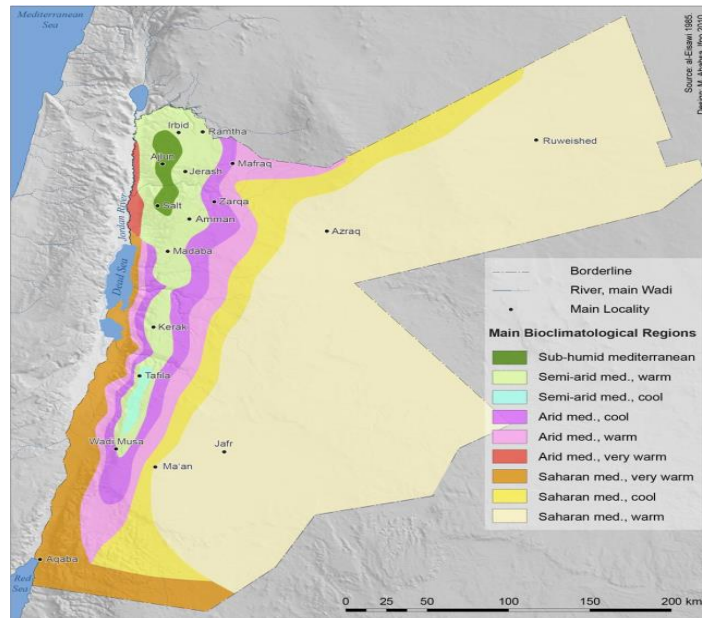 Mediterranean
Sea
Source: al-Eisawi 1985.
Irbid
Ramtha
Ajlun
Jerash
Mafraq
Ruweished
Salt
Zarqa
Jordan River
Amman
Azraq
Madaba
Dead Sea
Kerak
Tafila
Wadi Musa
Jafr
Ma'an
Aqaba
Red
Sea
Borderline
River, main Wadi
Main Locality
Main Bioclimatological Regions
Sub-humid mediterranean
Semi-arid med., warm
Semi-arid med., cool
Arid med., cool
Arid med., warm
Arid med., very warm
Saharan med., very warm
Saharan med., cool
Saharan med., warm
0 25 50 100 150 200 km